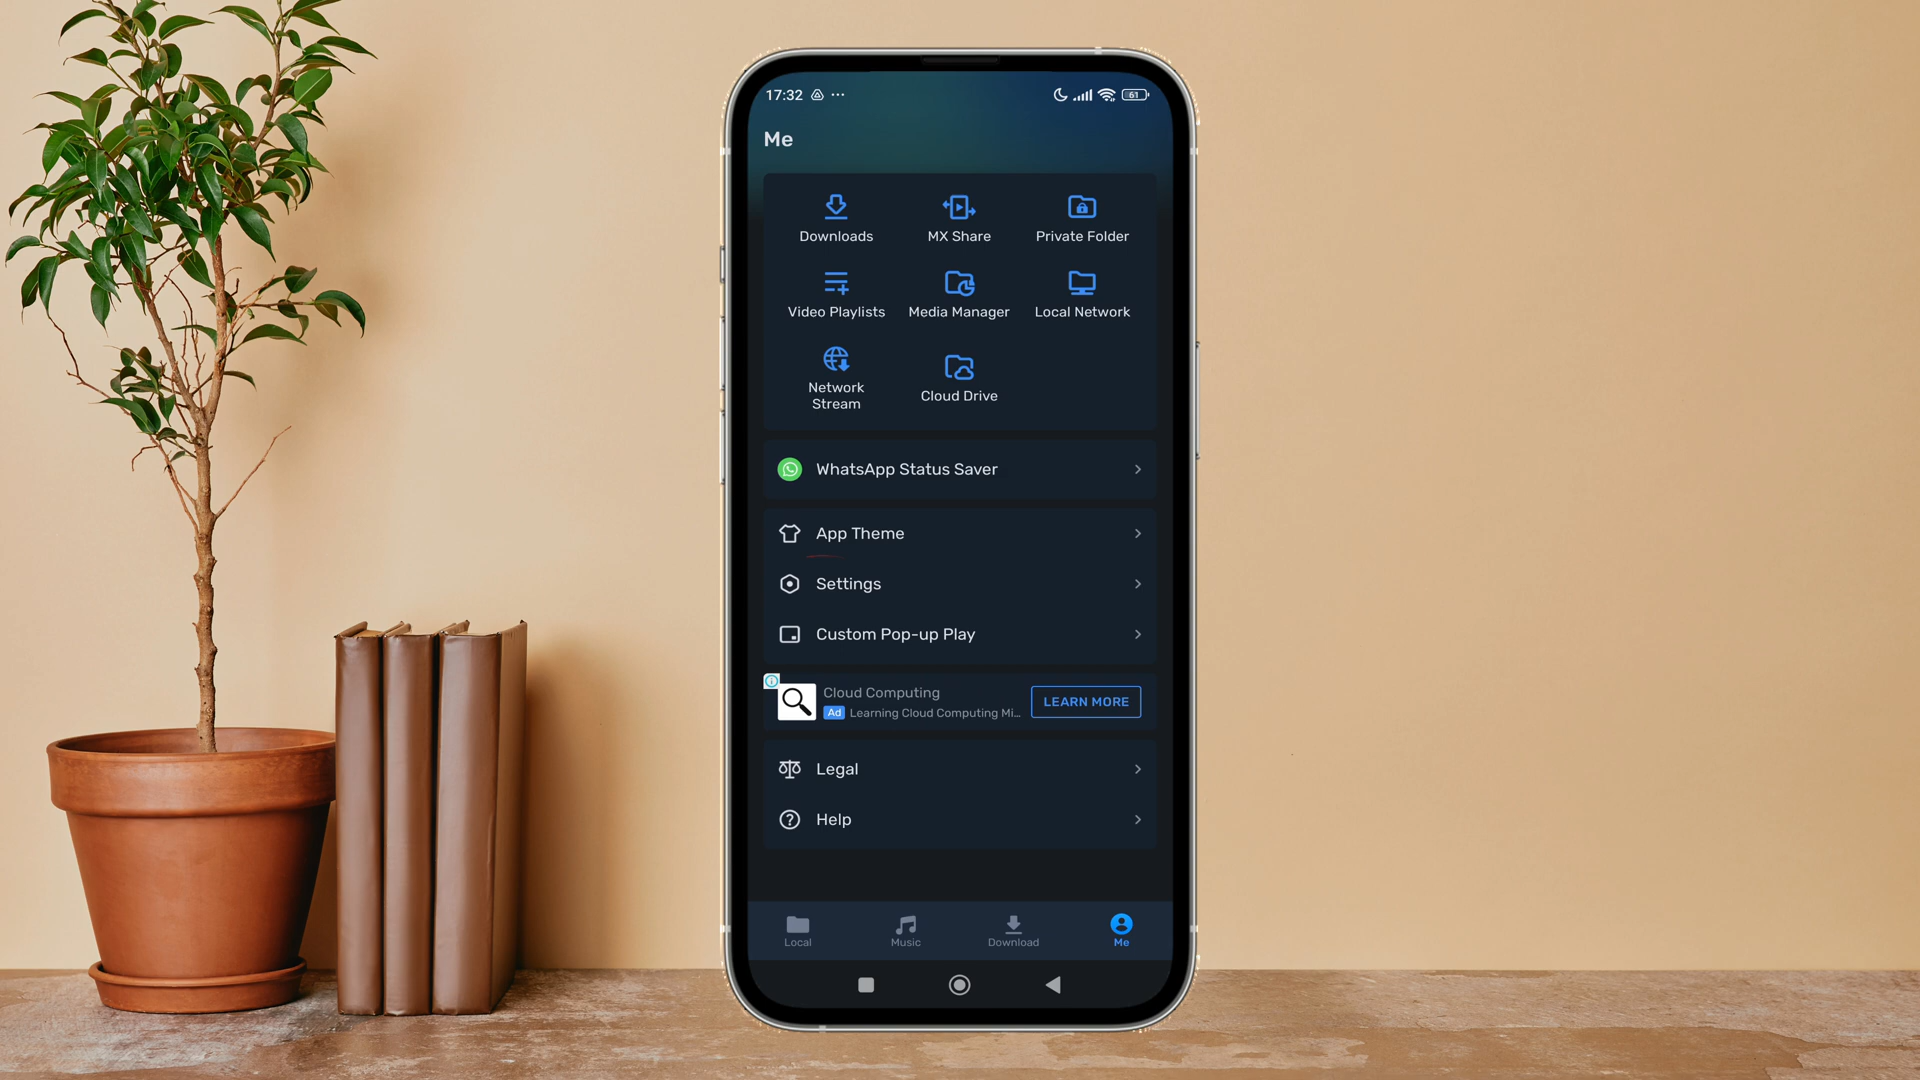 17:32
61
Me
Downloads
MX Share
Private Folder
Video Playlists
Media Manager
Local Network
Network
Stream
Cloud Drive
WhatsApp Status Saver
App Theme
Settings
Custom Pop-up Play
Cloud Computing
Ad Learning Cloud Computing Mi...
LEARN MORE
Legal
Help
Local
Music
Download
Me